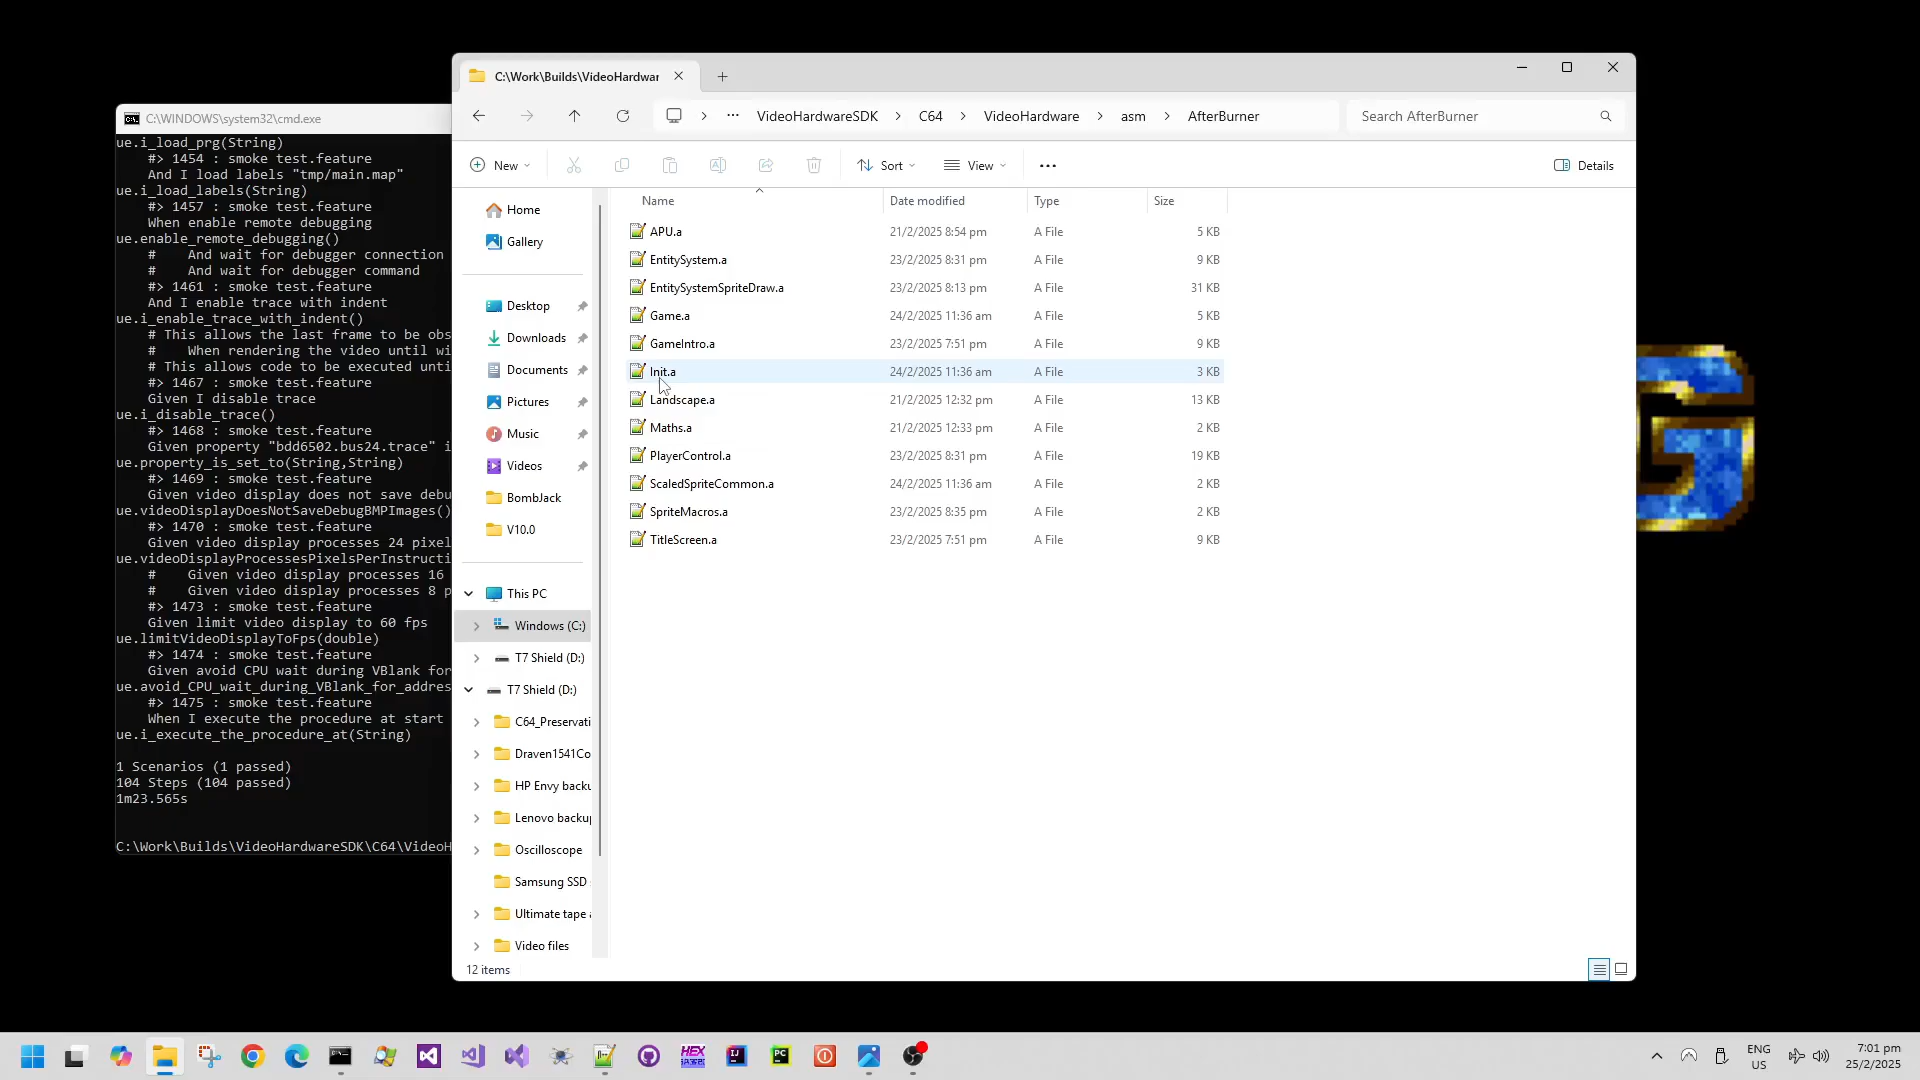 C:\Work\Builds\VideoHardwar
C:\WINDOWS\system32\cmd.exe
VideoHardwareSDK > C64 > VideoHardware > asm > AfterBurner
Search AfterBurner
New
Sort
View
Details
ue.i_load_prg(String)
#> 1454 : smoke test.feature
And I load labels "tmp/main.map"
ue.i_load_labels(String)
#> 1457 : smoke test.feature
When enable remote debugging
ue.enable_remote_debugging()
#    And wait for debugger connection
#    And wait for debugger command
#> 1461 : smoke test.feature
And I enable trace with indent
ue.i_enable_trace_with_indent()
# This allows the last frame to be obs
#    When rendering the video until wi
# This allows code to be executed unti
#> 1467 : smoke test.feature
Given I disable trace
ue.i_disable_trace()
#> 1468 : smoke test.feature
Given property "bdd6502.bus24.trace" i
ue.property_is_set_to(String,String)
#> 1469 : smoke test.feature
Given video display does not save debu
ue.videoDisplayDoesNotSaveDebugBMPImages()
#> 1470 : smoke test.feature
Given video display processes 24 pixel
ue.videoDisplayProcessesPixelsPerInstructi
#    Given video display processes 16
#    Given video display processes 8 p
#> 1473 : smoke test.feature
Given limit video display to 60 fps
ue.limitVideoDisplayToFps(double)
#> 1474 : smoke test.feature
Given avoid CPU wait during VBlank for
ue.avoid_CPU_wait_during_VBlank_for_addres
#> 1475 : smoke test.feature
When I execute the procedure at start
ue.i_execute_the_procedure_at(String)
1 Scenarios (1 passed)
104 Steps (104 passed)
1m23.565s
C:\Work\Builds\VideoHardwareSDK\C64\VideoH
Home
Gallery
Desktop
Downloads
Documents
Pictures
Music
Videos
BombJack
V10.0
This PC
Windows (C:)
T7 Shield (D:)
T7 Shield (D:)
C64_Preservati
Draven1541Co
HP Envy backu
Lenovo backup
Oscilloscope
Samsung SSD
Ultimate tape a
Video files
Name Date modified Type Size
APU.a 21/2/2025 8:54 pm A File 5 KB
EntitySystem.a 23/2/2025 8:31 pm A File 9 KB
EntitySystemSpriteDraw.a 23/2/2025 8:13 pm A File 31 KB
Game.a 24/2/2025 11:36 am A File 5 KB
GameIntro.a 23/2/2025 7:51 pm A File 9 KB
Init.a 24/2/2025 11:36 am A File 3 KB
Landscape.a 21/2/2025 12:32 pm A File 13 KB
Maths.a 21/2/2025 12:33 pm A File 2 KB
PlayerControl.a 23/2/2025 8:31 pm A File 19 KB
ScaledSpriteCommon.a 24/2/2025 11:36 am A File 2 KB
SpriteMacros.a 23/2/2025 8:35 pm A File 2 KB
TitleScreen.a 23/2/2025 7:51 pm A File 9 KB
12 items
HEX
IJ
PC
ENG
US
7:01 pm
25/2/2025